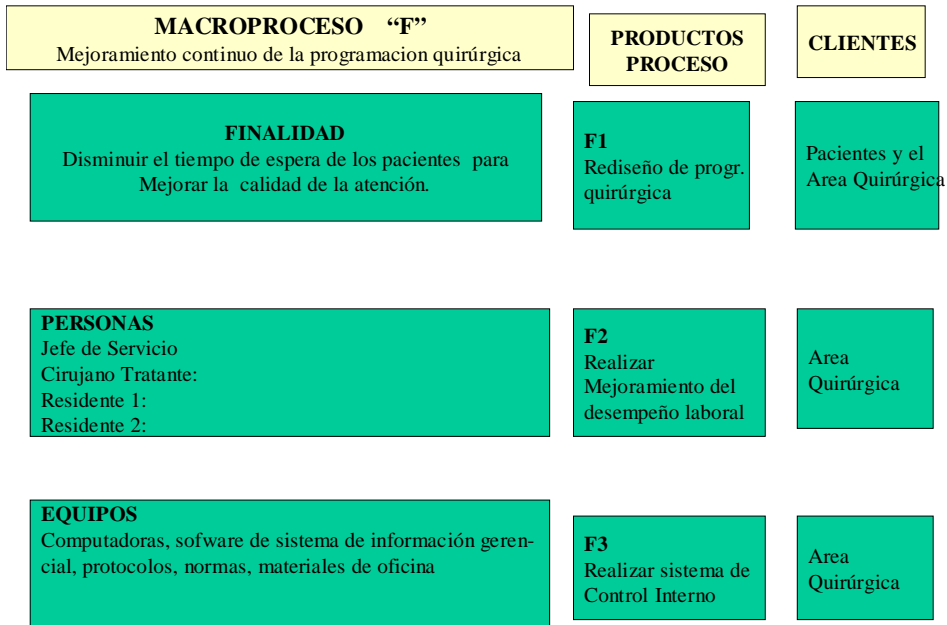 MACROPROCESO “F”
Mejoramiento continuo de la programacion quirúrgica
PRODUCTOS
PROCESO
CLIENTES
FINALIDAD
Disminuir el tiempo de espera de los pacientes para
Mejorar la calidad de la atención.
F1
Rediseño de progr.
quirúrgica
Pacientes y el
Area Quirúrgica
PERSONAS
Jefe de Servicio
Cirujano Tratante:
Residente 1:
Residente 2:
F2
Realizar
Mejoramiento del
desempeño laboral
Area
Quirúrgica
EQUIPOS
Computadoras, sofware de sistema de información geren-
cial, protocolos, normas, materiales de oficina
F3
Realizar sistema de
Control Interno
Area
Quirúrgica